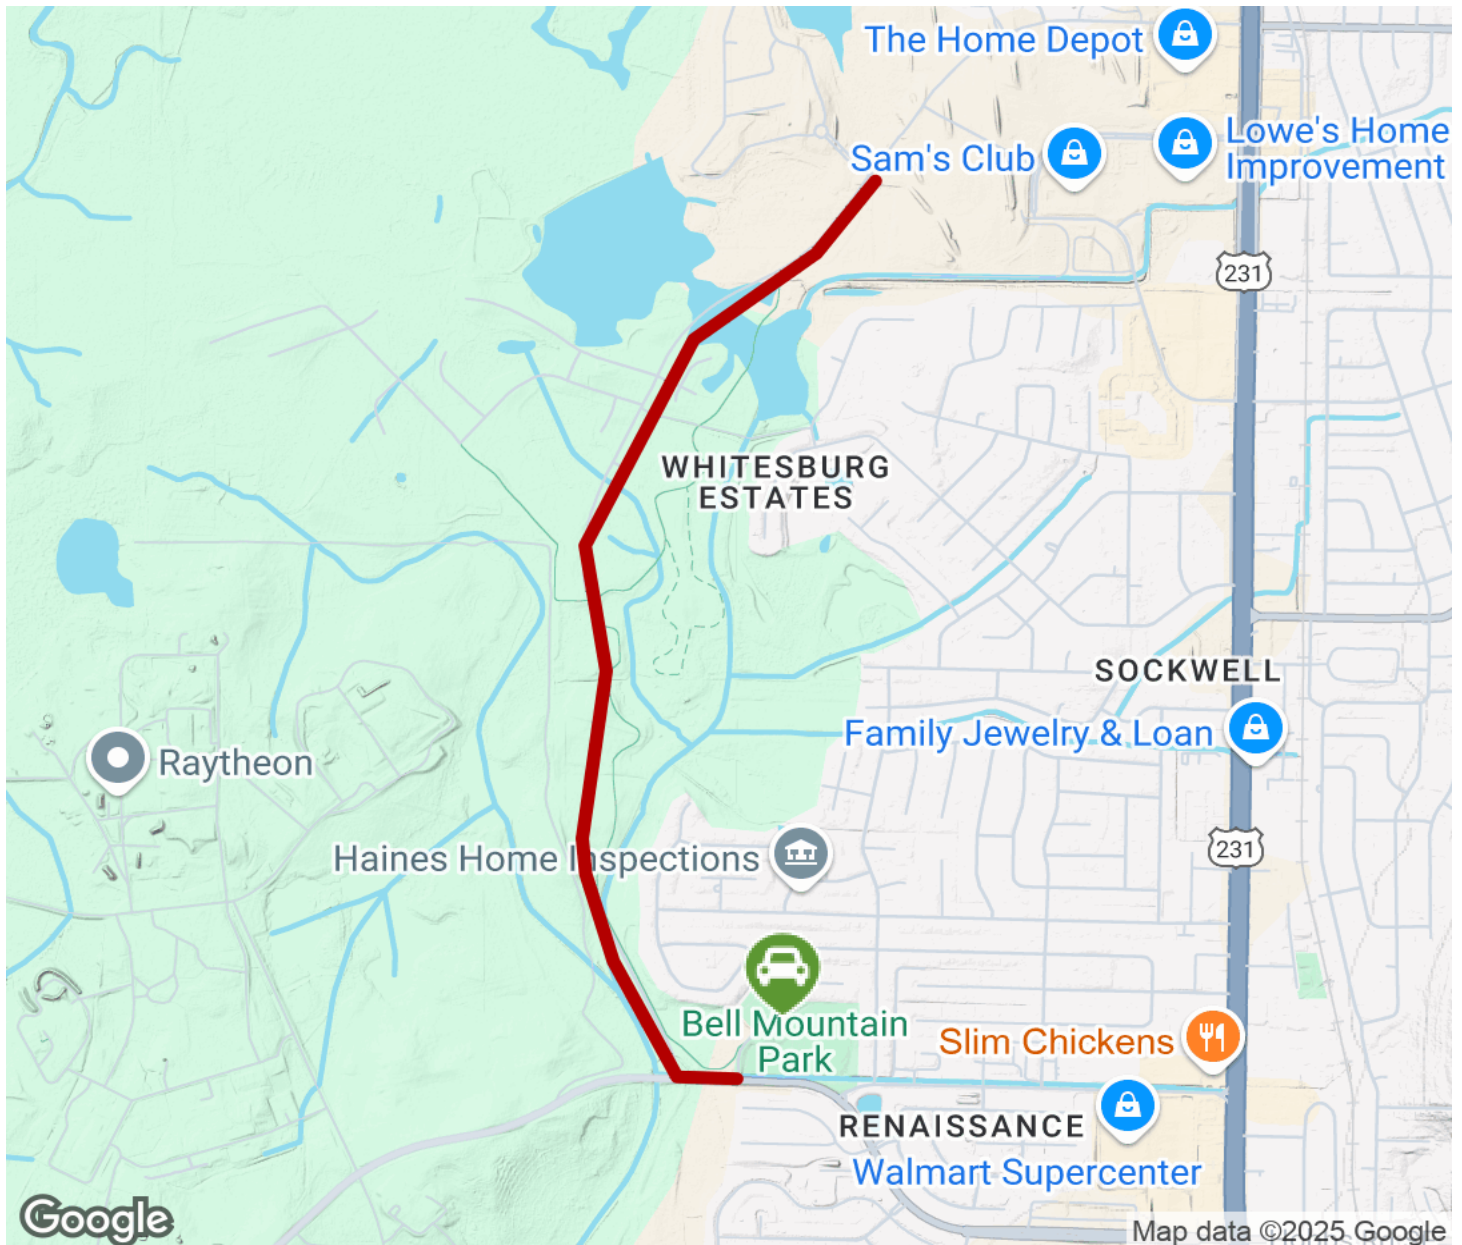 The Home Depot
Lowe's Home
Improvement
Sam's Club
231
WHITESBURG
ESTATES
SOCKWELL
Family Jewelry & Loan
Raytheon
231
Haines Home Inspections
Bell Mountain
Park
Slim Chickens
RENAISSANCE
Walmart Supercenter
Google
Map data ©2025 Google